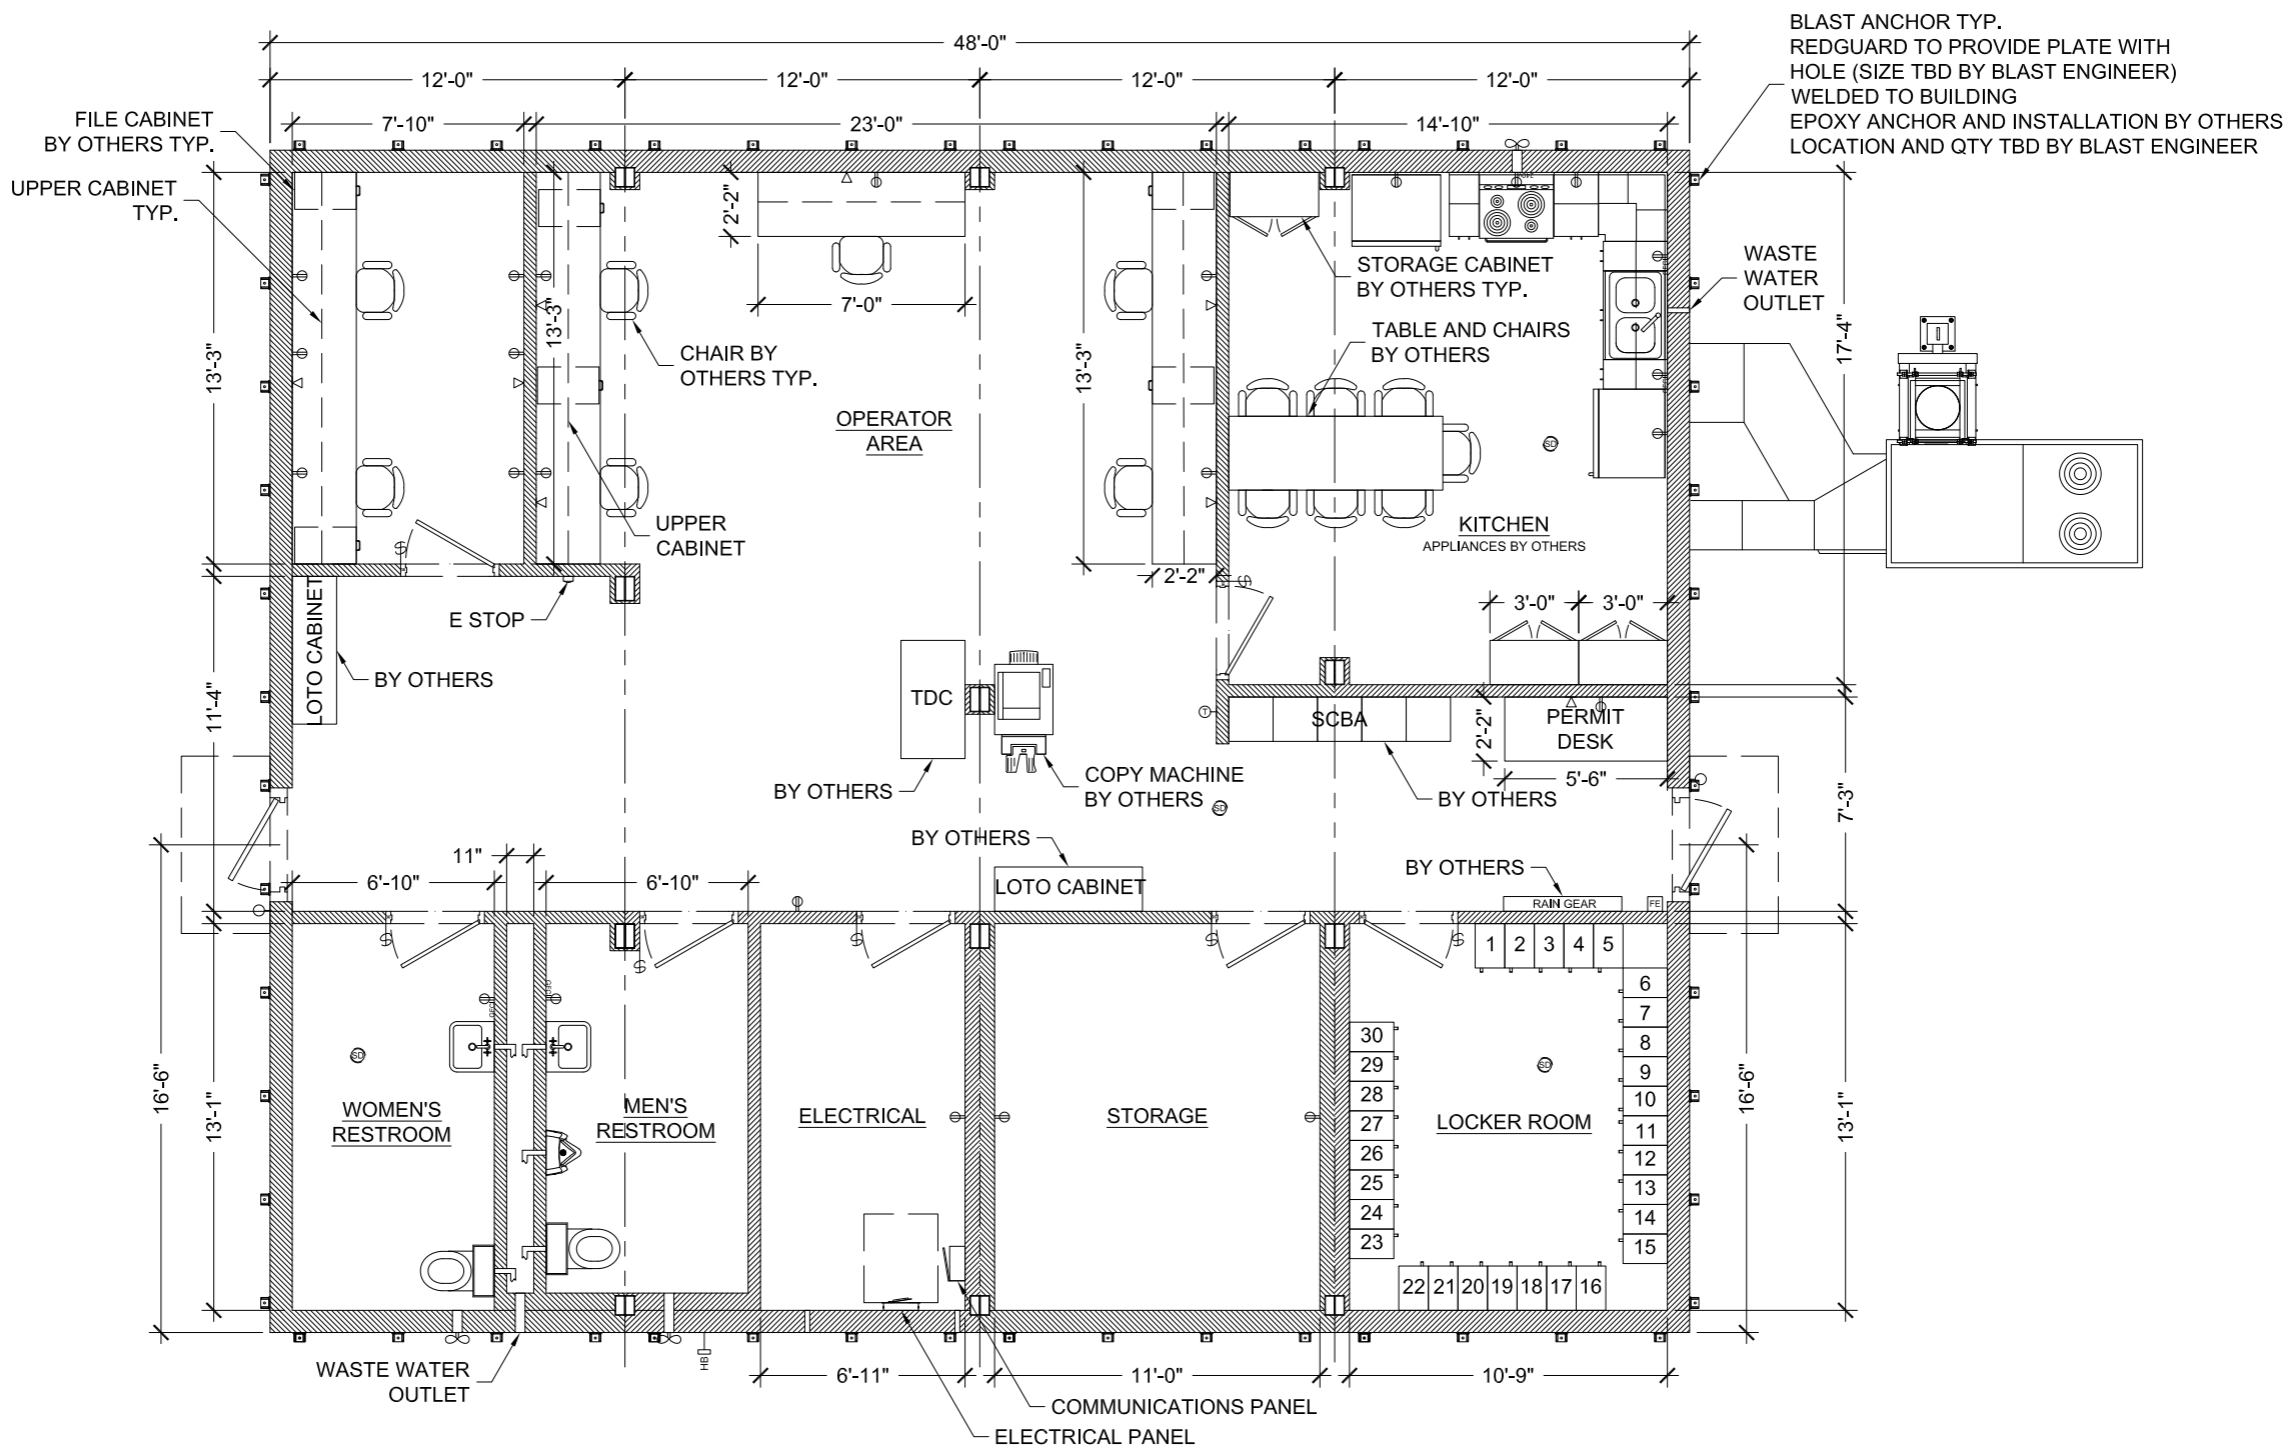 BLAST ANCHOR TYP.
REDGUARD TO PROVIDE PLATE WITH
HOLE (SIZE TBD BY BLAST ENGINEER)
WELDED TO BUILDING
EPOXY ANCHOR AND INSTALLATION BY OTHERS
LOCATION AND QTY TBD BY BLAST ENGINEER
48'-0"
12'-0"
12'-0"
12'-0"
12'-0"
7'-10"
23'-0"
14'-10"
FILE CABINET
BY OTHERS TYP.
UPPER CABINET
TYP.
2'-2"
7'-0"
13'-3"
13'-3"
13'-3"
17'-4"
STORAGE CABINET
BY OTHERS TYP.
WASTE
WATER
OUTLET
TABLE AND CHAIRS
BY OTHERS
CHAIR BY
OTHERS TYP.
OPERATOR
AREA
SD
UPPER
CABINET
KITCHEN
APPLIANCES BY OTHERS
2'-2"
3'-0"
3'-0"
E STOP
LOTO CABINET
BY OTHERS
11'-4"
TDC
BY OTHERS
COPY MACHINE
BY OTHERS
SD
T
SCBA
BY OTHERS
2'-2"
PERMIT
DESK
5'-6"
7'-3"
BY OTHERS
LOTO CABINET
BY OTHERS
RAIN GEAR
FE
11"
6'-10"
6'-10"
1
2
3
4
5
6
7
8
9
10
11
12
13
14
15
16
17
18
19
20
21
22
23
24
25
26
27
28
29
30
GFCI
GFCI
SD
SD
16'-6"
13'-1"
WOMEN'S
RESTROOM
MEN'S
RESTROOM
ELECTRICAL
STORAGE
LOCKER ROOM
16'-6"
13'-1"
HB
WASTE WATER
OUTLET
6'-11"
11'-0"
10'-9"
COMMUNICATIONS PANEL
ELECTRICAL PANEL